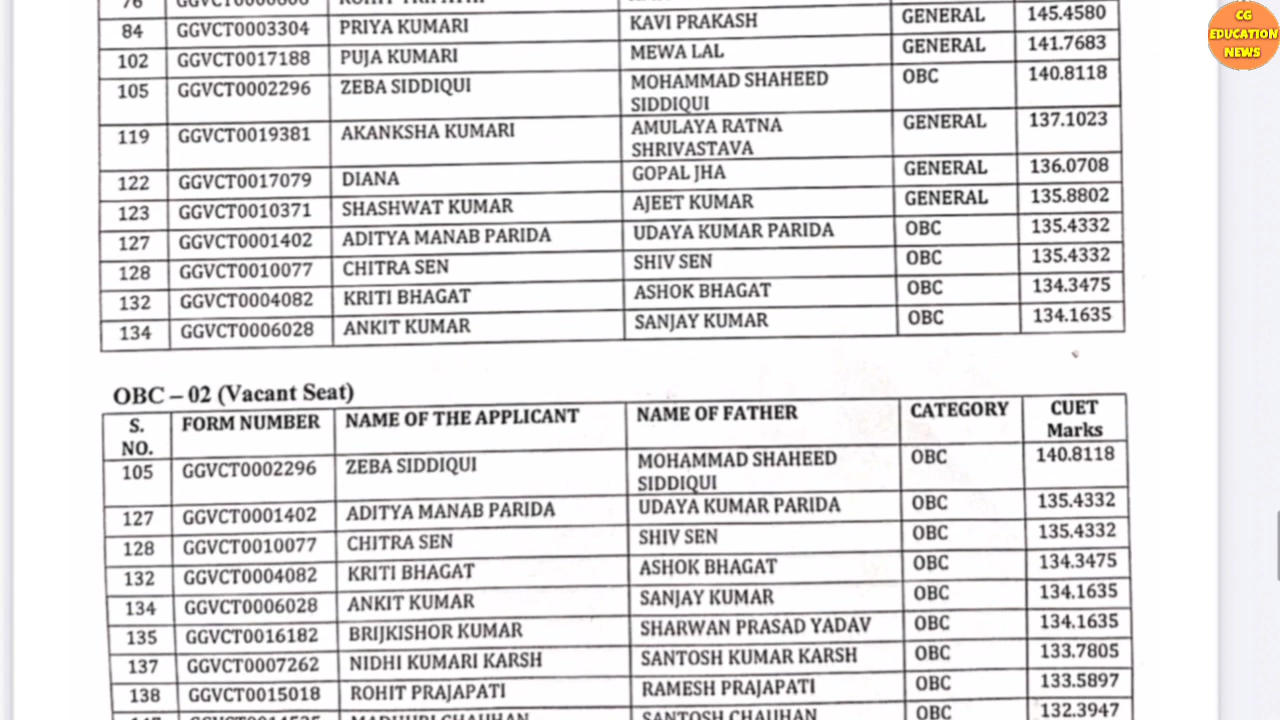 CG
EDUCATION
NEWS
76
84 GGVCT0003304 PRIYA KUMARI KAVI PRAKASH GENERAL 145.4580
102 GGVCT0017188 PUJA KUMARI MEWA LAL GENERAL 141.7683
105 GGVCT0002296 ZEBA SIDDIQUI MOHAMMAD SHAHEED OBC 140.8118
SIDDIQUI
119 GGVCT0019381 AKANKSHA KUMARI AMULAYA RATNA GENERAL 137.1023
SHRIVASTAVA
122 GGVCT0017079 DIANA GOPAL JHA GENERAL 136.0708
123 GGVCT0010371 SHASHWAT KUMAR AJEET KUMAR GENERAL 135.8802
127 GGVCT0001402 ADITYA MANAB PARIDA UDAYA KUMAR PARIDA OBC 135.4332
128 GGVCT0010077 CHITRA SEN SHIV SEN OBC 135.4332
132 GGVCT0004082 KRITI BHAGAT ASHOK BHAGAT OBC 134.3475
134 GGVCT0006028 ANKIT KUMAR SANJAY KUMAR OBC 134.1635
OBC – 02 (Vacant Seat)
S. FORM NUMBER NAME OF THE APPLICANT NAME OF FATHER CATEGORY CUET
NO. Marks
105 GGVCT0002296 ZEBA SIDDIQUI MOHAMMAD SHAHEED OBC 140.8118
SIDDIQUI
127 GGVCT0001402 ADITYA MANAB PARIDA UDAYA KUMAR PARIDA OBC 135.4332
128 GGVCT0010077 CHITRA SEN SHIV SEN OBC 135.4332
132 GGVCT0004082 KRITI BHAGAT ASHOK BHAGAT OBC 134.3475
134 GGVCT0006028 ANKIT KUMAR SANJAY KUMAR OBC 134.1635
135 GGVCT0016182 BRIJKISHOR KUMAR SHARWAN PRASAD YADAV OBC 134.1635
137 GGVCT0007262 NIDHI KUMARI KARSH SANTOSH KUMAR KARSH OBC 133.7805
138 GGVCT0015018 ROHIT PRAJAPATI RAMESH PRAJAPATI OBC 133.5897
MADHURI CHAUHAN SANTOSH CHAUHAN OBC 132.3947